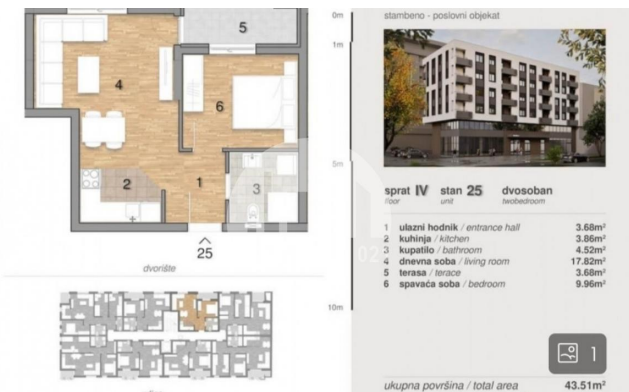 5
4
6
2
1
3
25
dvorište
0m
1m
5m
10m
stambeno - poslovni objekat
sprat IV stan 25 dvosoban
floor unit twobedroom
1 ulazni hodnik / entrance hall 3.68m²
2 kuhinja / kitchen 3.86m²
3 kupatilo / bathroom 4.52m²
4 dnevna soba / living room 17.82m²
5 terasa / terace 3.68m²
6 spavaća soba / bedroom 9.96m²
1
ukupna površina / total area 43.51m²